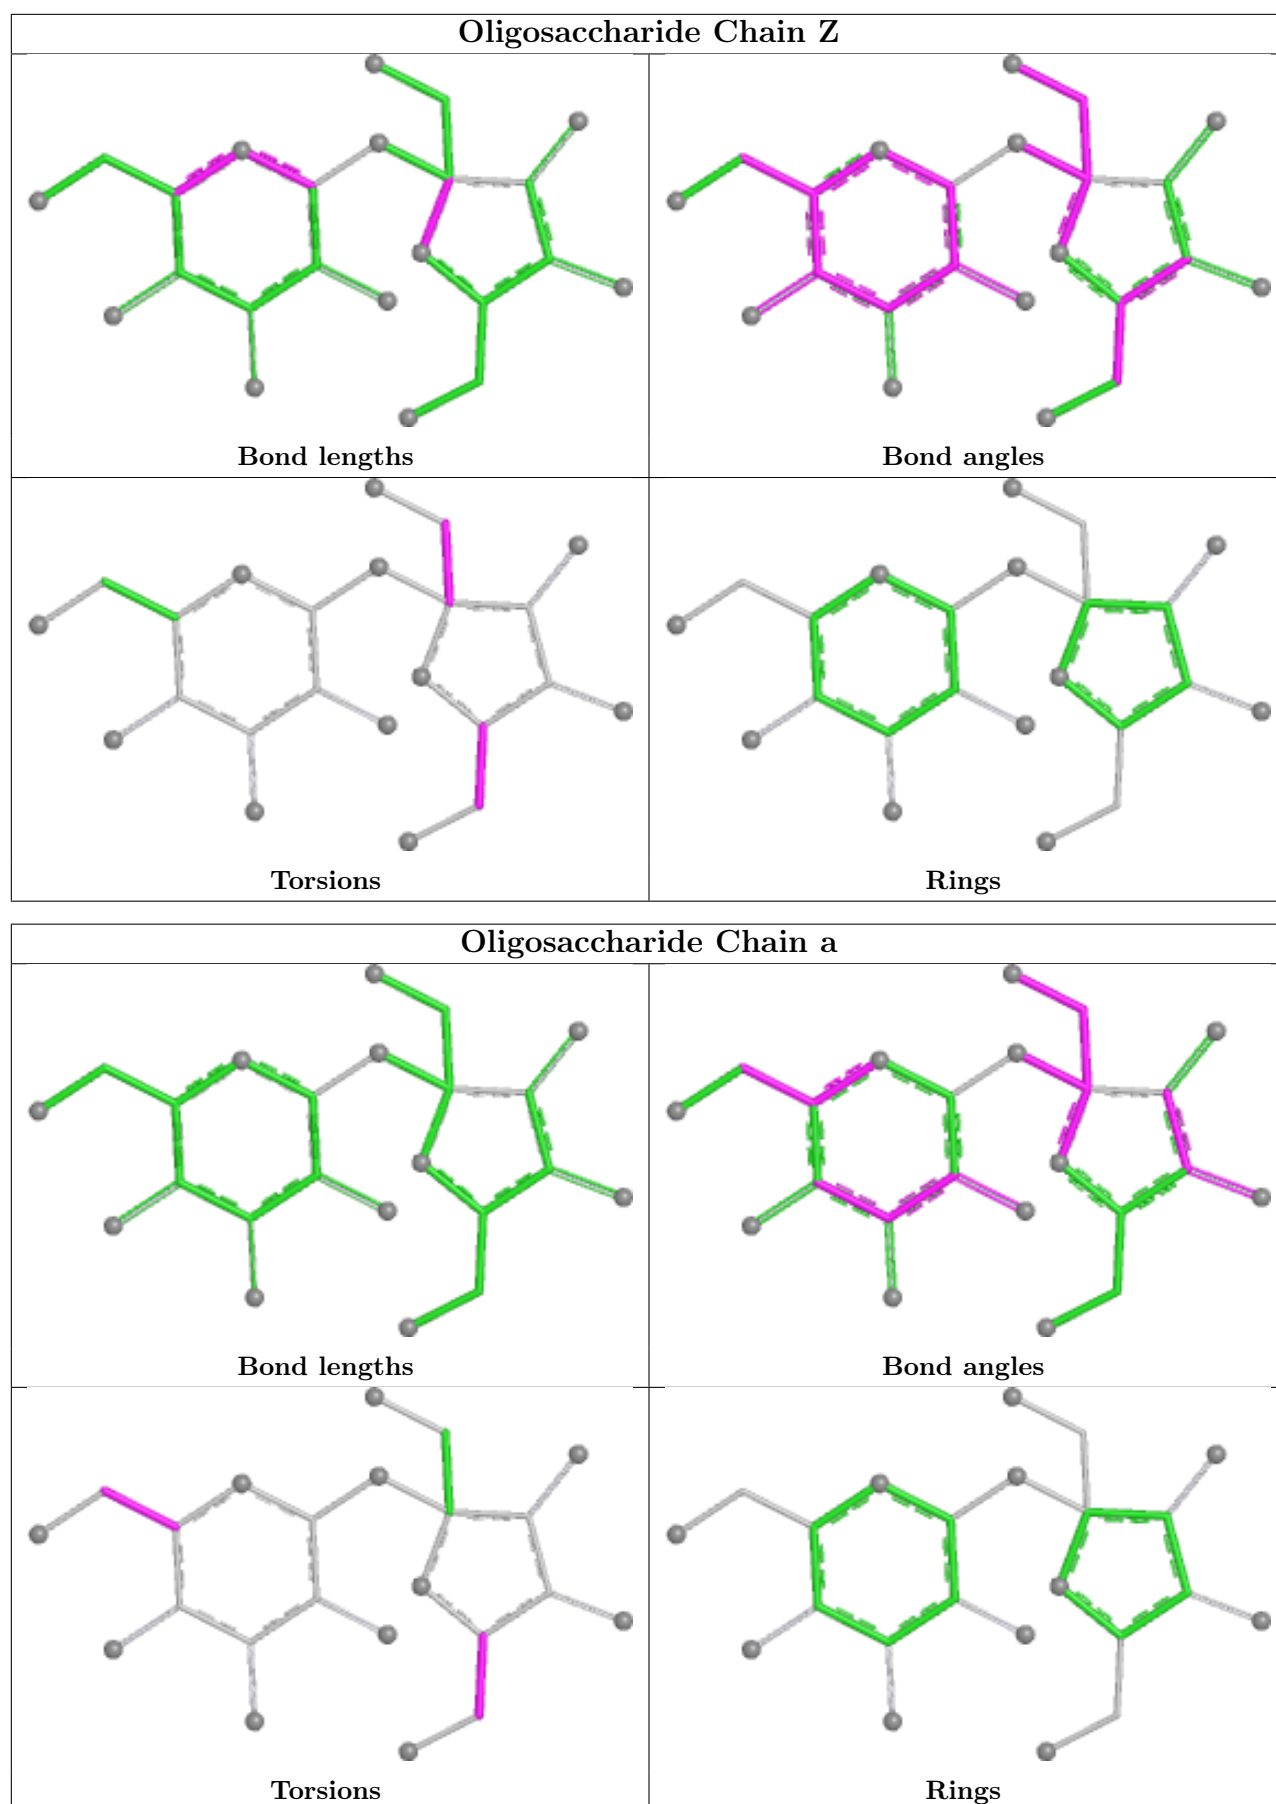 Oligosaccharide Chain Z
Bond lengths
Bond angles
Torsions
Rings
Oligosaccharide Chain a
Bond lengths
Bond angles
Torsions
Rings